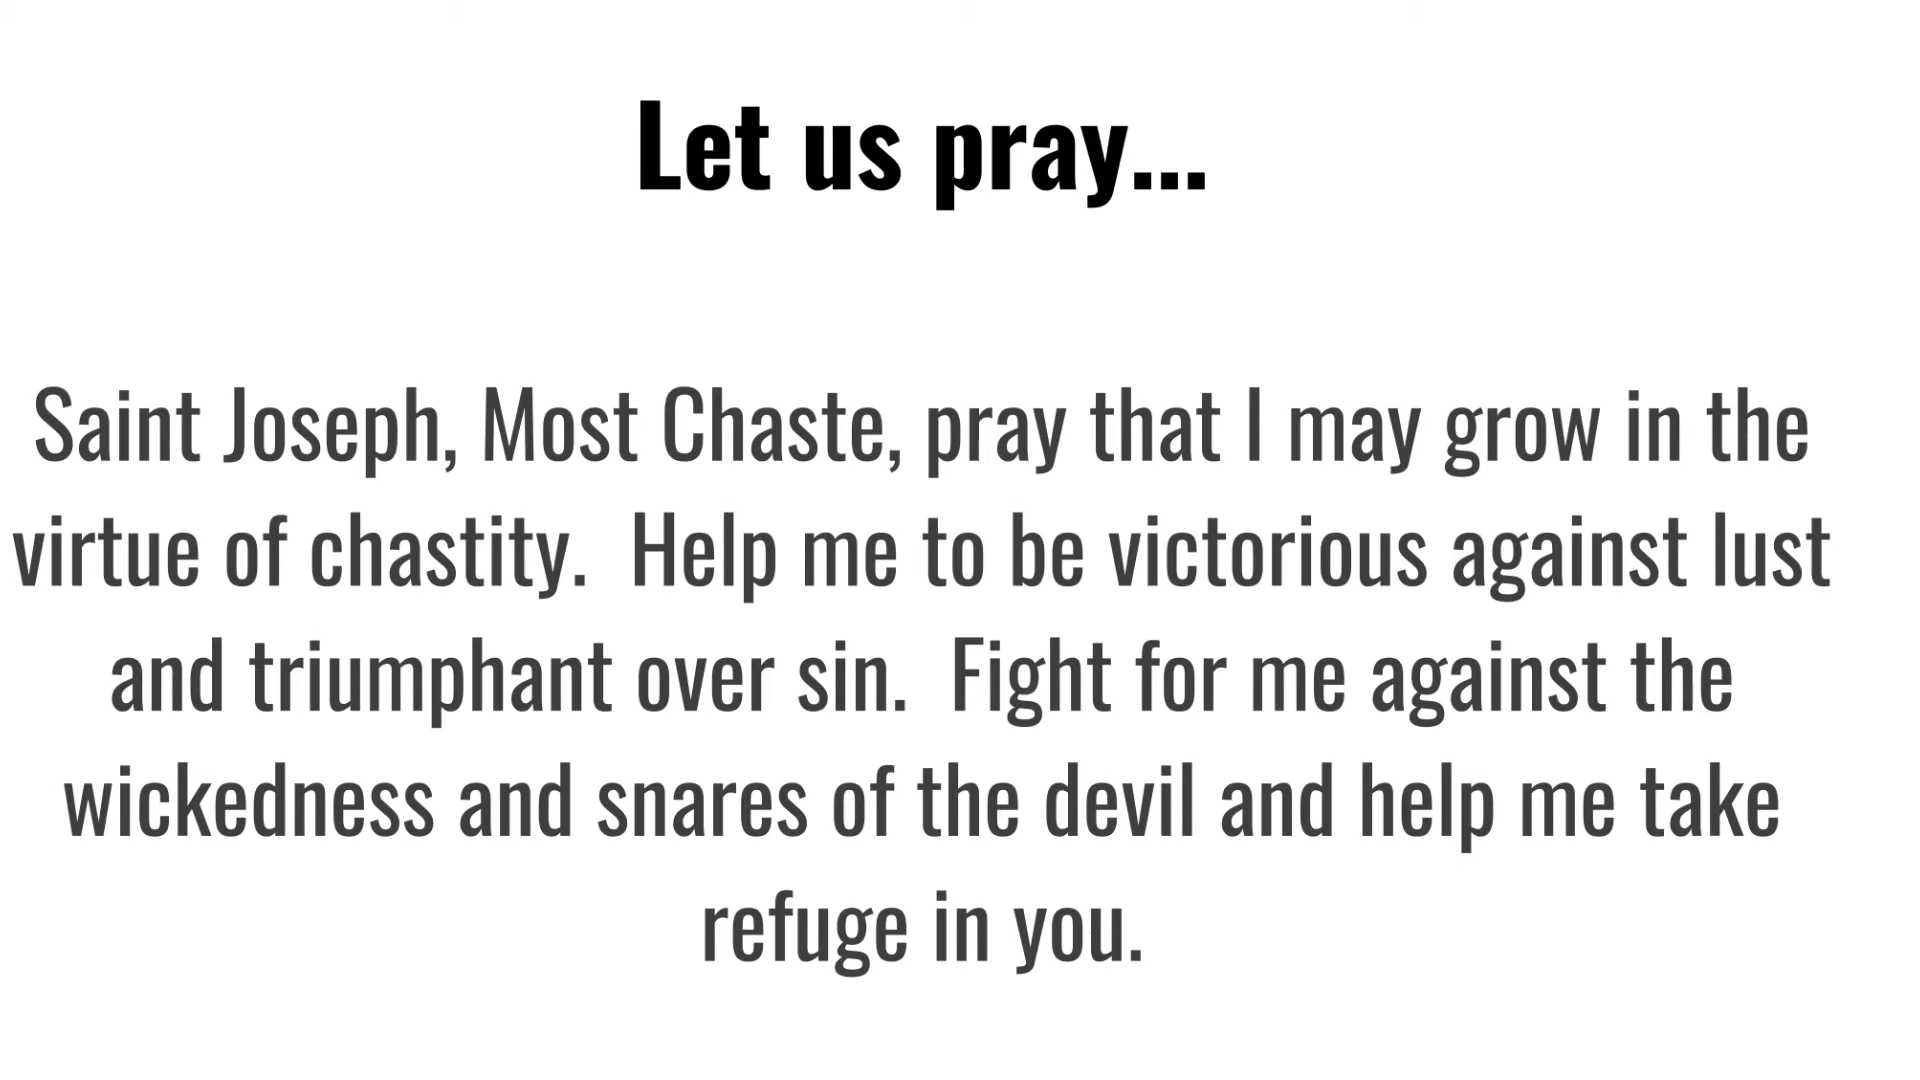 Let us pray...
Saint Joseph, Most Chaste, pray that I may grow in the
virtue of chastity.  Help me to be victorious against lust
and triumphant over sin.  Fight for me against the
wickedness and snares of the devil and help me take
refuge in you.